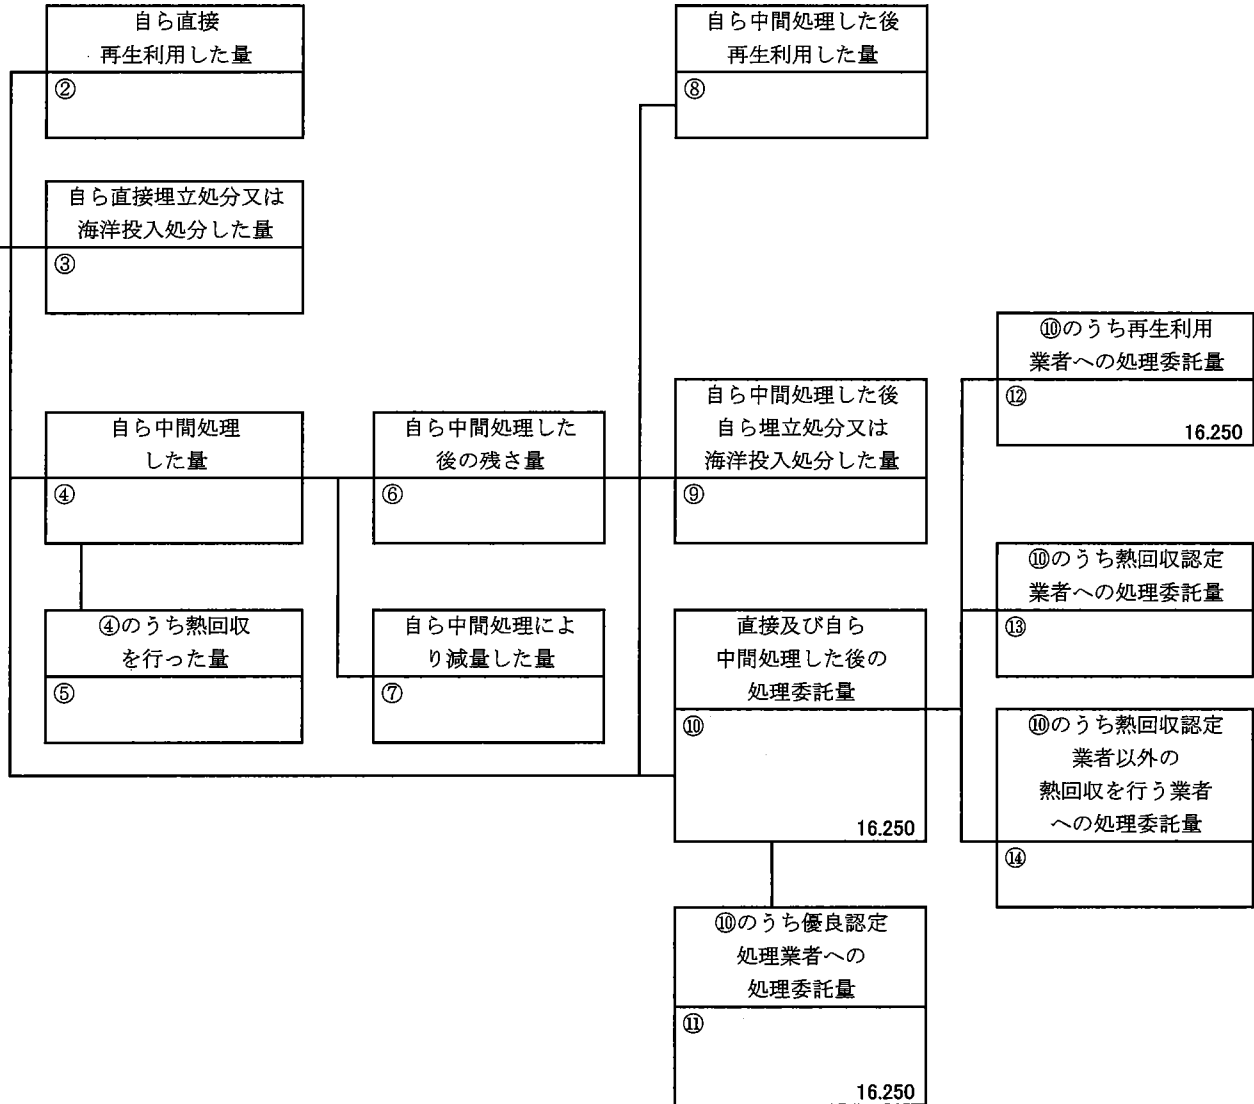 自ら直接
再生利用した量
②
自ら中間処理した後
再生利用した量
⑧
自ら直接埋立処分又は
海洋投入処分した量
③
⑩のうち再生利用
業者への処理委託量
⑫
16.250
自ら中間処理
した量
④
自ら中間処理した
後の残さ量
⑥
自ら中間処理した後
自ら埋立処分又は
海洋投入処分した量
⑨
⑩のうち熱回収認定
業者への処理委託量
⑬
④のうち熱回収
を行った量
⑤
自ら中間処理によ
り減量した量
⑦
直接及び自ら
中間処理した後の
処理委託量
⑩
16.250
⑩のうち熱回収認定
業者以外の
熱回収を行う業者
への処理委託量
⑭
⑩のうち優良認定
処理業者への
処理委託量
⑪
16.250